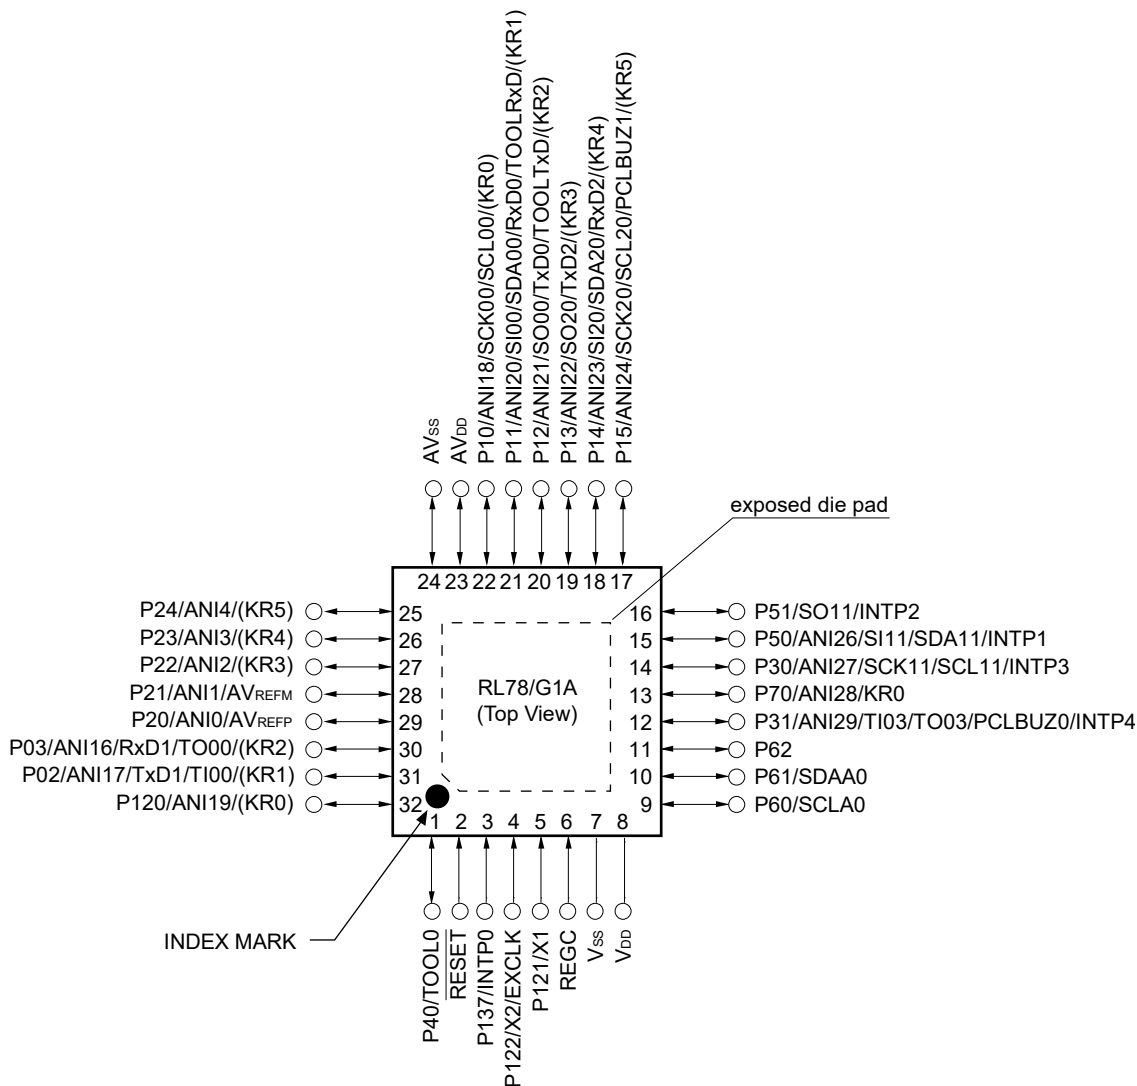 AVSS
AVDD
P10/ANI18/SCK00/SCL00/(KR0)
P11/ANI20/SI00/SDA00/RxD0/TOOLRxD/(KR1)
P12/ANI21/SO00/TxD0/TOOLTxD/(KR2)
P13/ANI22/SO20/TxD2/(KR3)
P14/ANI23/SI20/SDA20/RxD2/(KR4)
P15/ANI24/SCK20/SCL20/PCLBUZ1/(KR5)
exposed die pad
24 23 22 21 20 19 18 17
P24/ANI4/(KR5) 25
P23/ANI3/(KR4) 26
P22/ANI2/(KR3) 27
P21/ANI1/AVREFM 28
P20/ANI0/AVREFP 29
P03/ANI16/RxD1/TO00/(KR2) 30
P02/ANI17/TxD1/TI00/(KR1) 31
P120/ANI19/(KR0) 32
RL78/G1A
(Top View)
16 P51/SO11/INTP2
15 P50/ANI26/SI11/SDA11/INTP1
14 P30/ANI27/SCK11/SCL11/INTP3
13 P70/ANI28/KR0
12 P31/ANI29/TI03/TO03/PCLBUZ0/INTP4
11 P62
10 P61/SDAA0
9 P60/SCLA0
1 2 3 4 5 6 7 8
INDEX MARK
P40/TOOL0
RESET
P137/INTP0
P122/X2/EXCLK
P121/X1
REGC
VSS
VDD